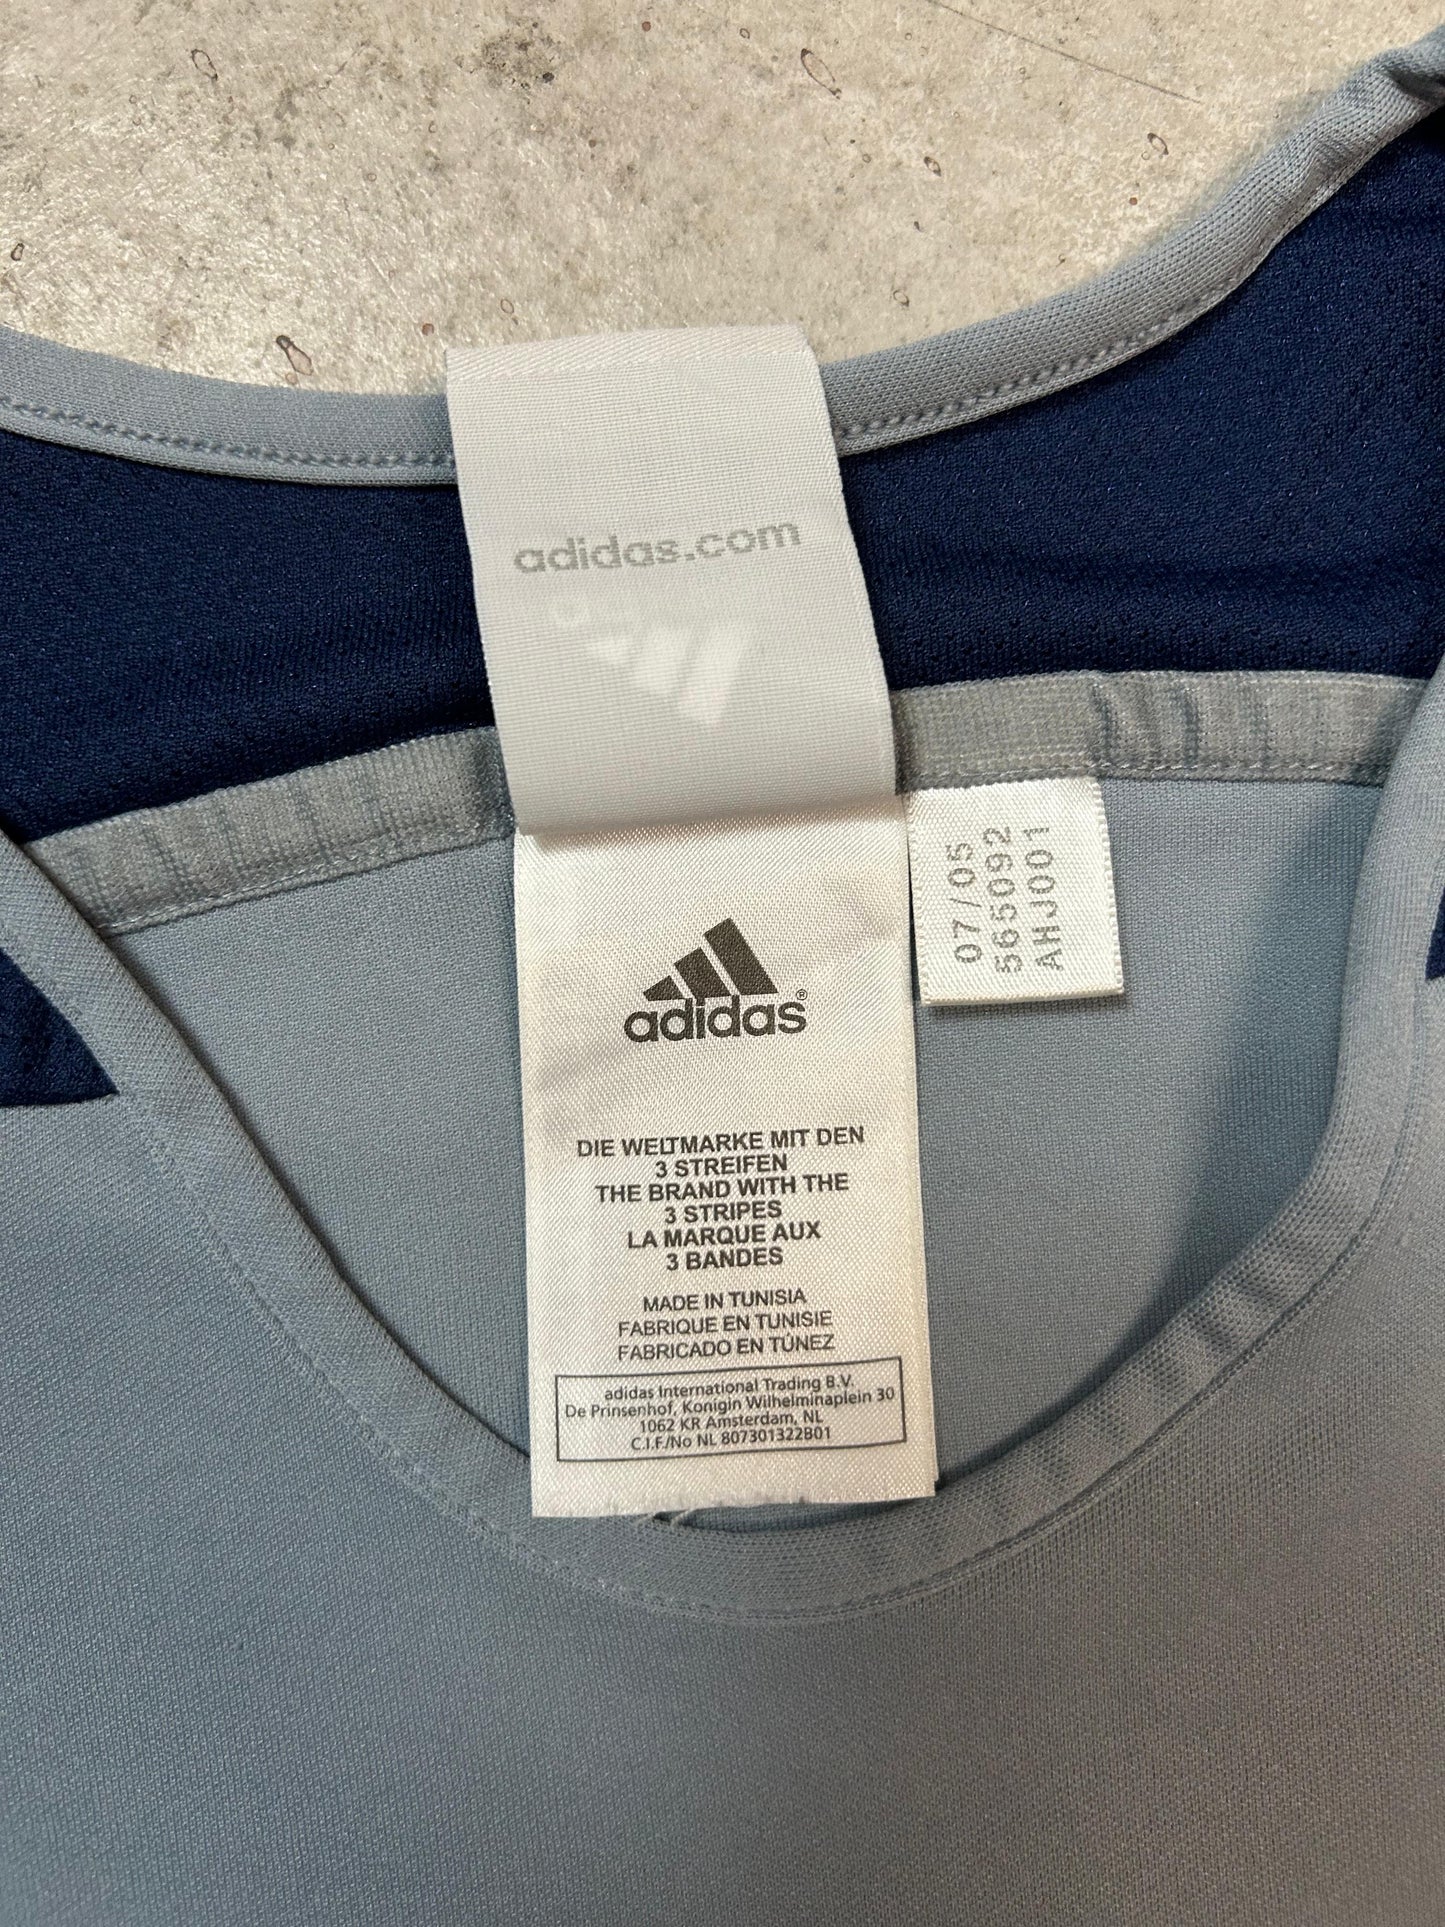 adidas.com
adidas®
DIE WELTMARKE MIT DEN
3 STREIFEN
THE BRAND WITH THE
3 STRIPES
LA MARQUE AUX
3 BANDES
MADE IN TUNISIA
FABRIQUE EN TUNISIE
FABRICADO EN TÚNEZ
adidas International Trading B.V.
De Prinsenhof, Konigin Wilhelminaplein 30
1062 KR Amsterdam, NL
C.I.F./No NL 807301322B01
07/05
565092
AHJ001